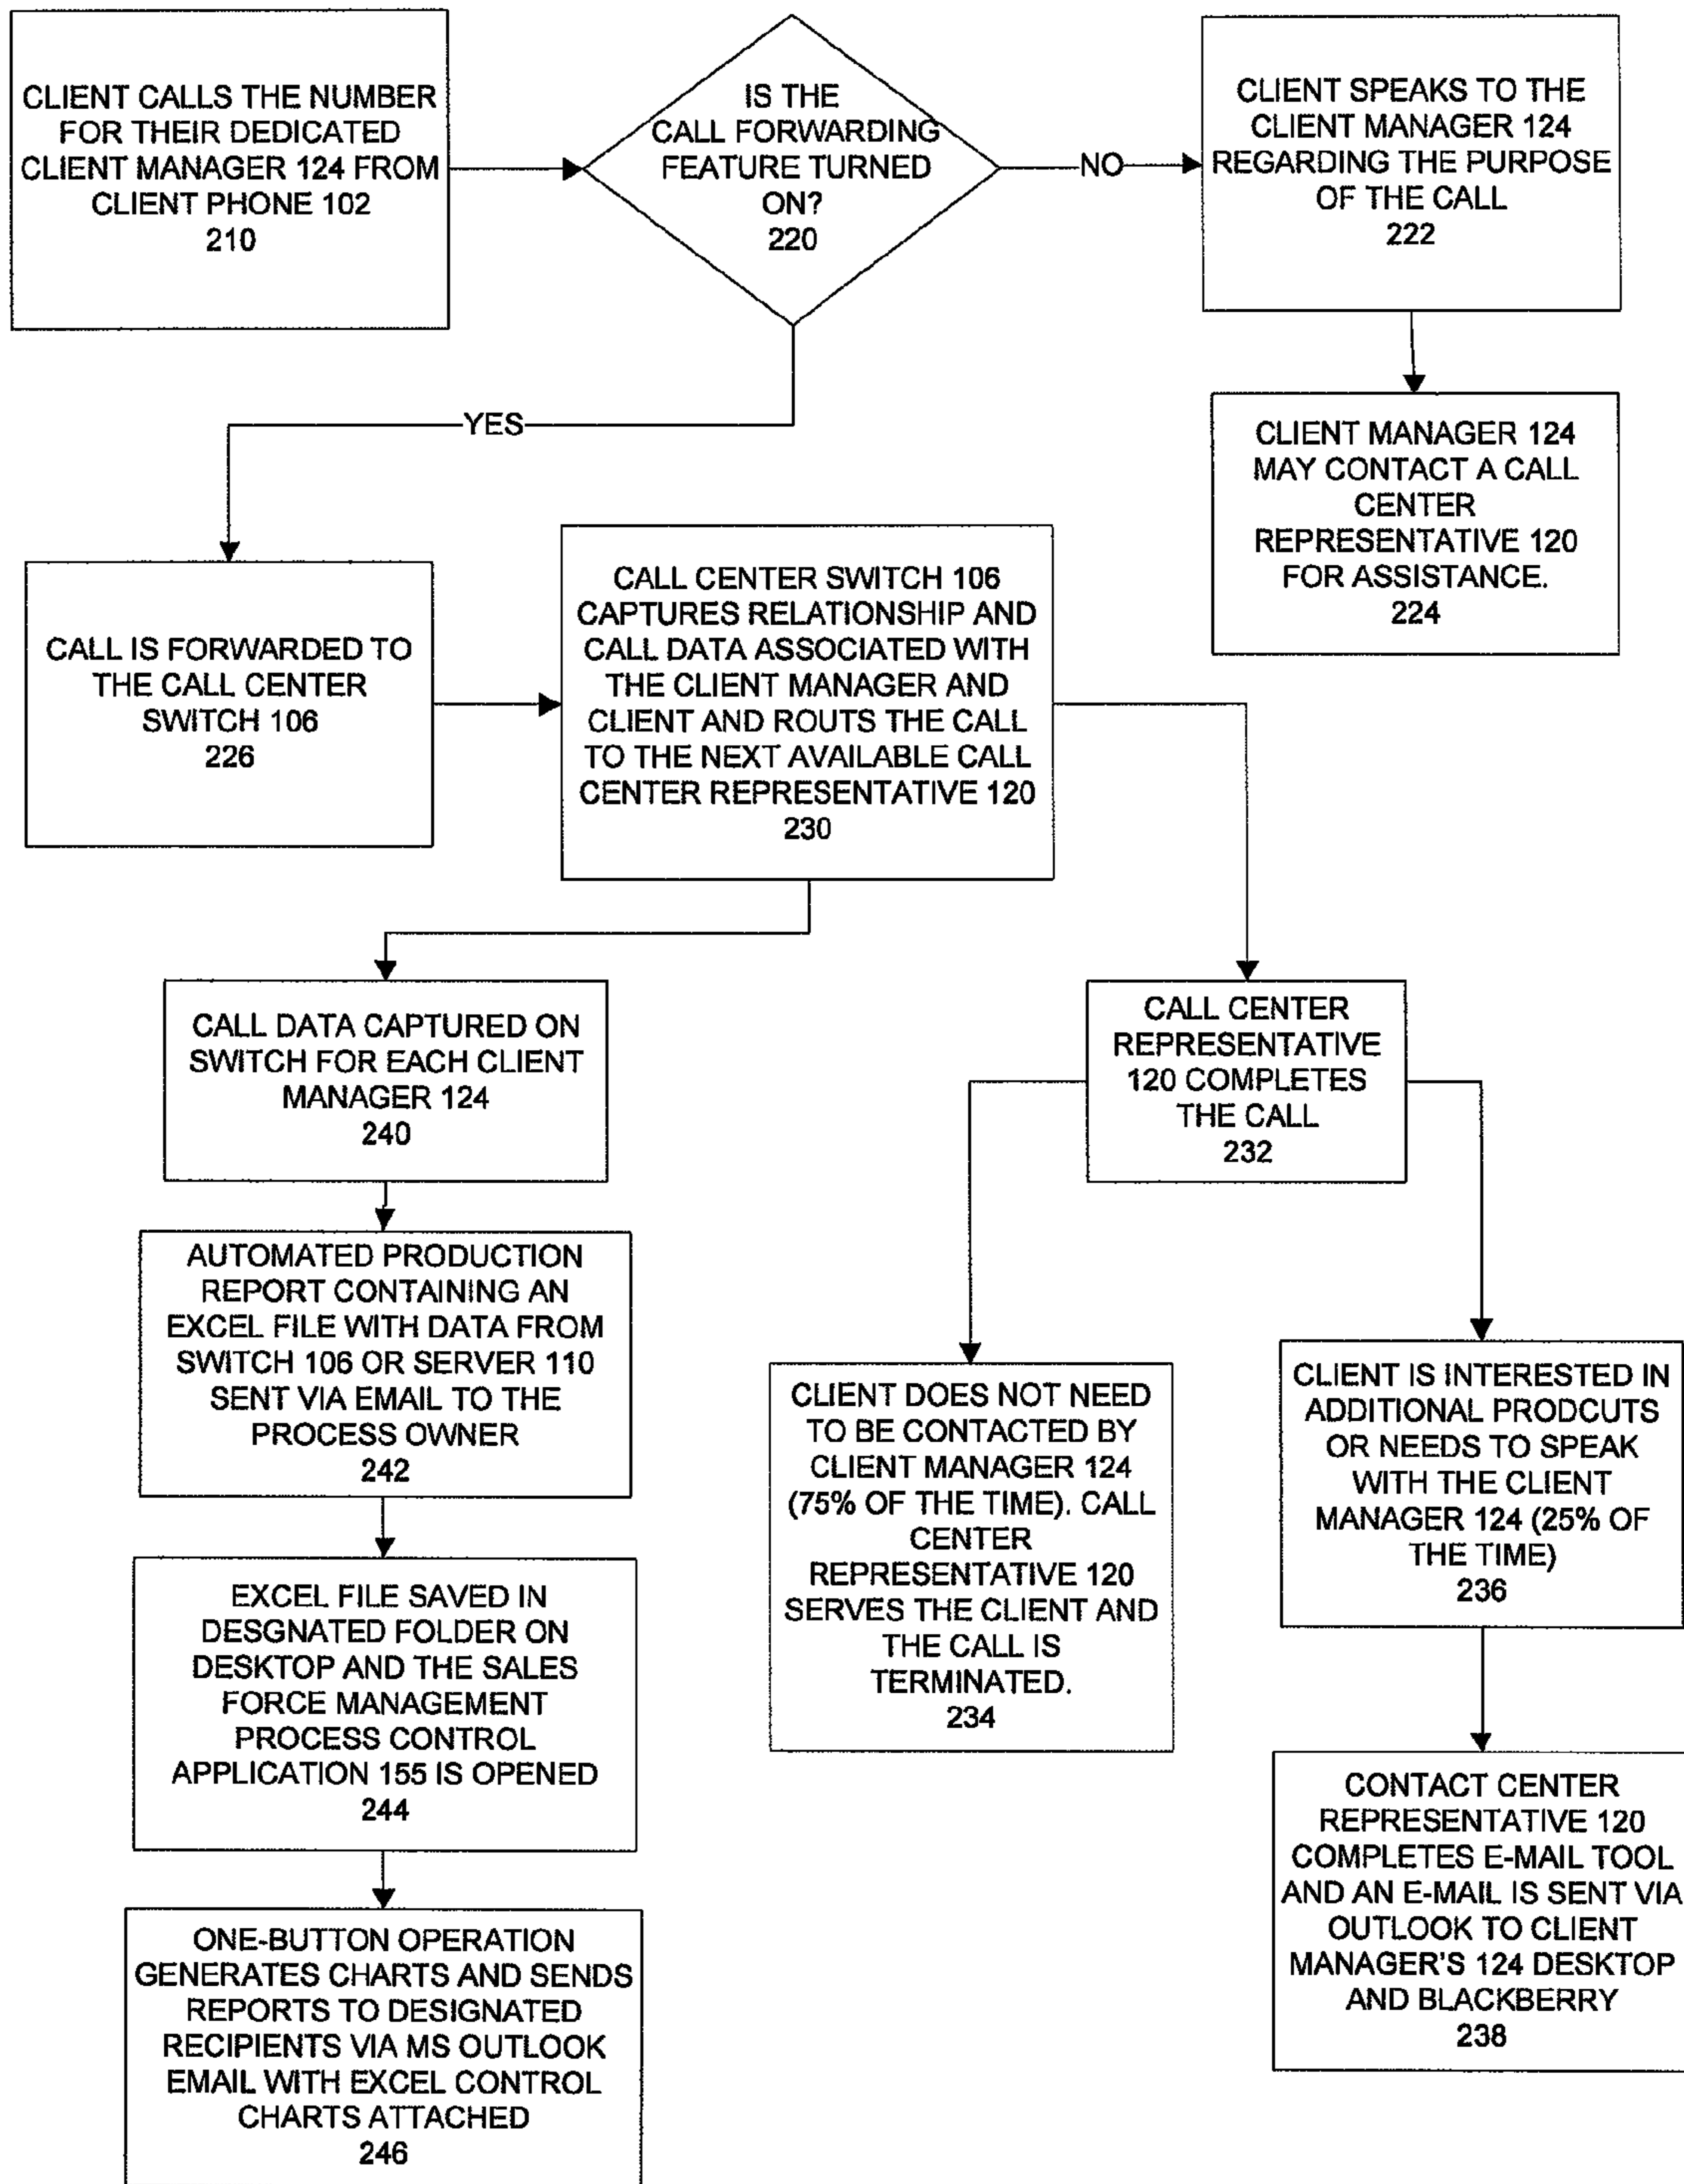 CLIENT CALLS THE NUMBER
FOR THEIR DEDICATED
CLIENT MANAGER 124 FROM
CLIENT PHONE 102
210
IS THE
CALL FORWARDING
FEATURE TURNED
ON?
220
NO
CLIENT SPEAKS TO THE
CLIENT MANAGER 124
REGARDING THE PURPOSE
OF THE CALL
222
CLIENT MANAGER 124
MAY CONTACT A CALL
CENTER
REPRESENTATIVE 120
FOR ASSISTANCE.
224
YES
CALL IS FORWARDED TO
THE CALL CENTER
SWITCH 106
226
CALL CENTER SWITCH 106
CAPTURES RELATIONSHIP AND
CALL DATA ASSOCIATED WITH
THE CLIENT MANAGER AND
CLIENT AND ROUTS THE CALL
TO THE NEXT AVAILABLE CALL
CENTER REPRESENTATIVE 120
230
CALL DATA CAPTURED ON
SWITCH FOR EACH CLIENT
MANAGER 124
240
AUTOMATED PRODUCTION
REPORT CONTAINING AN
EXCEL FILE WITH DATA FROM
SWITCH 106 OR SERVER 110
SENT VIA EMAIL TO THE
PROCESS OWNER
242
EXCEL FILE SAVED IN
DESGNATED FOLDER ON
DESKTOP AND THE SALES
FORCE MANAGEMENT
PROCESS CONTROL
APPLICATION 155 IS OPENED
244
ONE-BUTTON OPERATION
GENERATES CHARTS AND SENDS
REPORTS TO DESIGNATED
RECIPIENTS VIA MS OUTLOOK
EMAIL WITH EXCEL CONTROL
CHARTS ATTACHED
246
CALL CENTER
REPRESENTATIVE
120 COMPLETES
THE CALL
232
CLIENT DOES NOT NEED
TO BE CONTACTED BY
CLIENT MANAGER 124
(75% OF THE TIME). CALL
CENTER
REPRESENTATIVE 120
SERVES THE CLIENT AND
THE CALL IS
TERMINATED.
234
CLIENT IS INTERESTED IN
ADDITIONAL PRODCUTS
OR NEEDS TO SPEAK
WITH THE CLIENT
MANAGER 124 (25% OF
THE TIME)
236
CONTACT CENTER
REPRESENTATIVE 120
COMPLETES E-MAIL TOOL
AND AN E-MAIL IS SENT VIA
OUTLOOK TO CLIENT
MANAGER'S 124 DESKTOP
AND BLACKBERRY
238